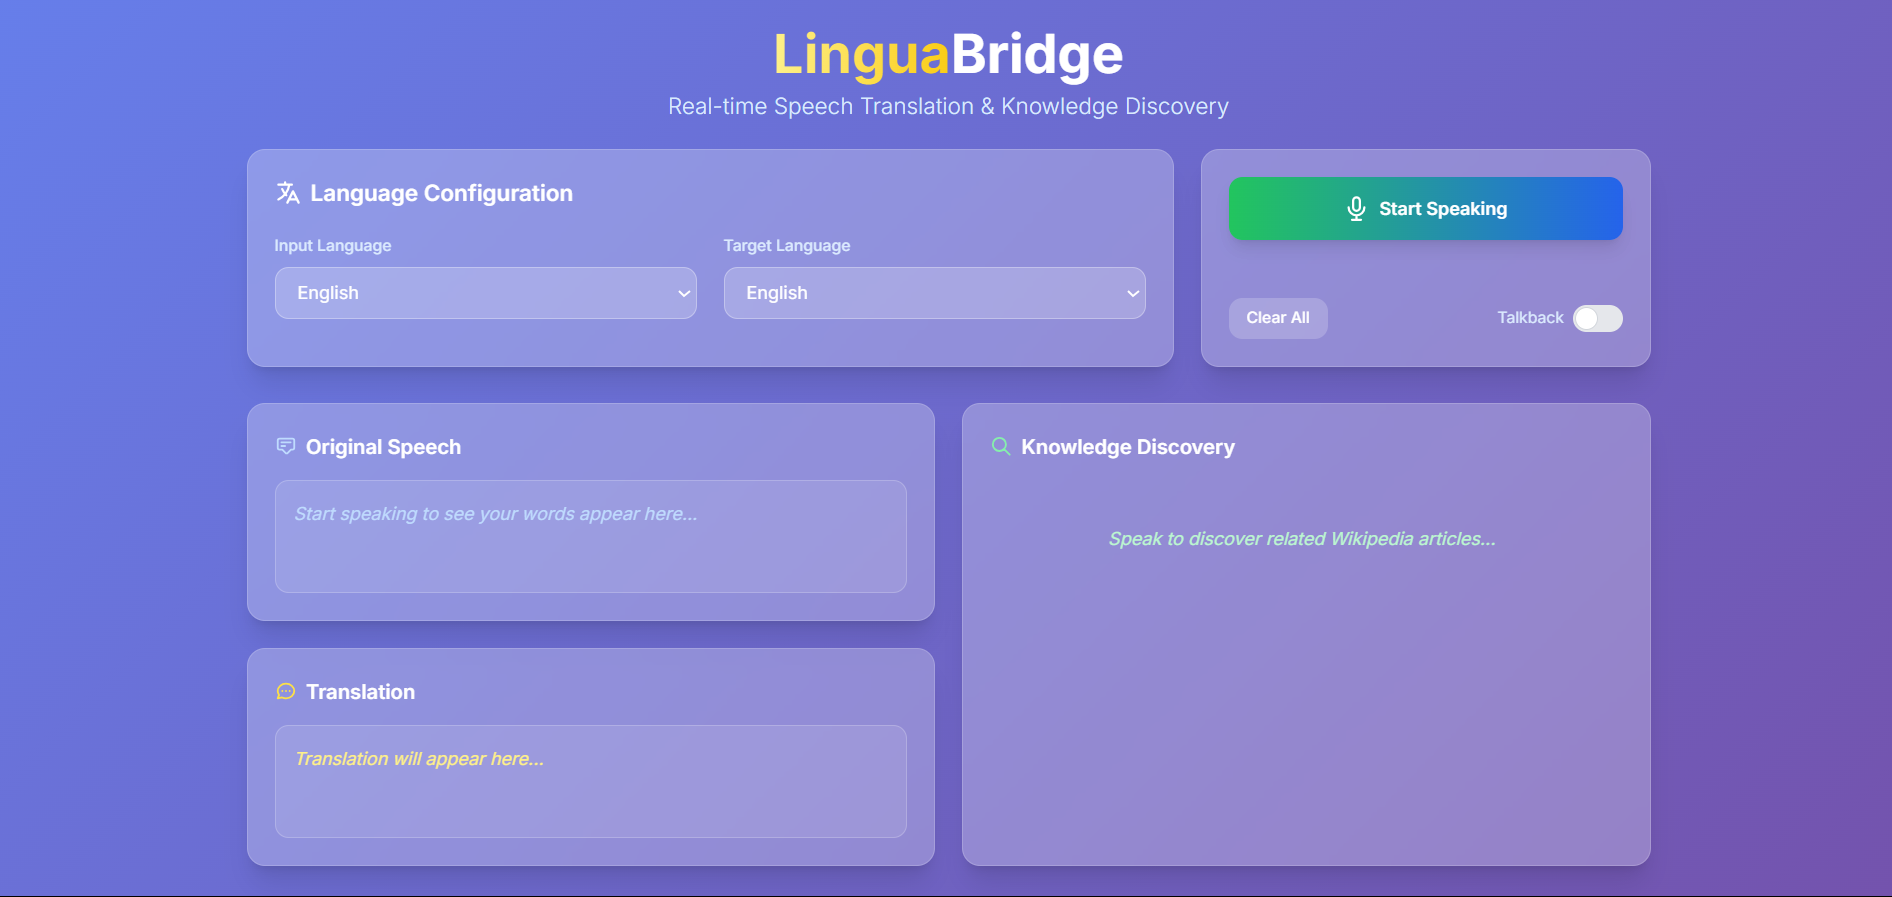 LinguaBridge
Real-time Speech Translation & Knowledge Discovery
Language Configuration
Input Language
English
Target Language
English
Start Speaking
Clear All
Talkback
Original Speech
Start speaking to see your words appear here...
Translation
Translation will appear here...
Knowledge Discovery
Speak to discover related Wikipedia articles...